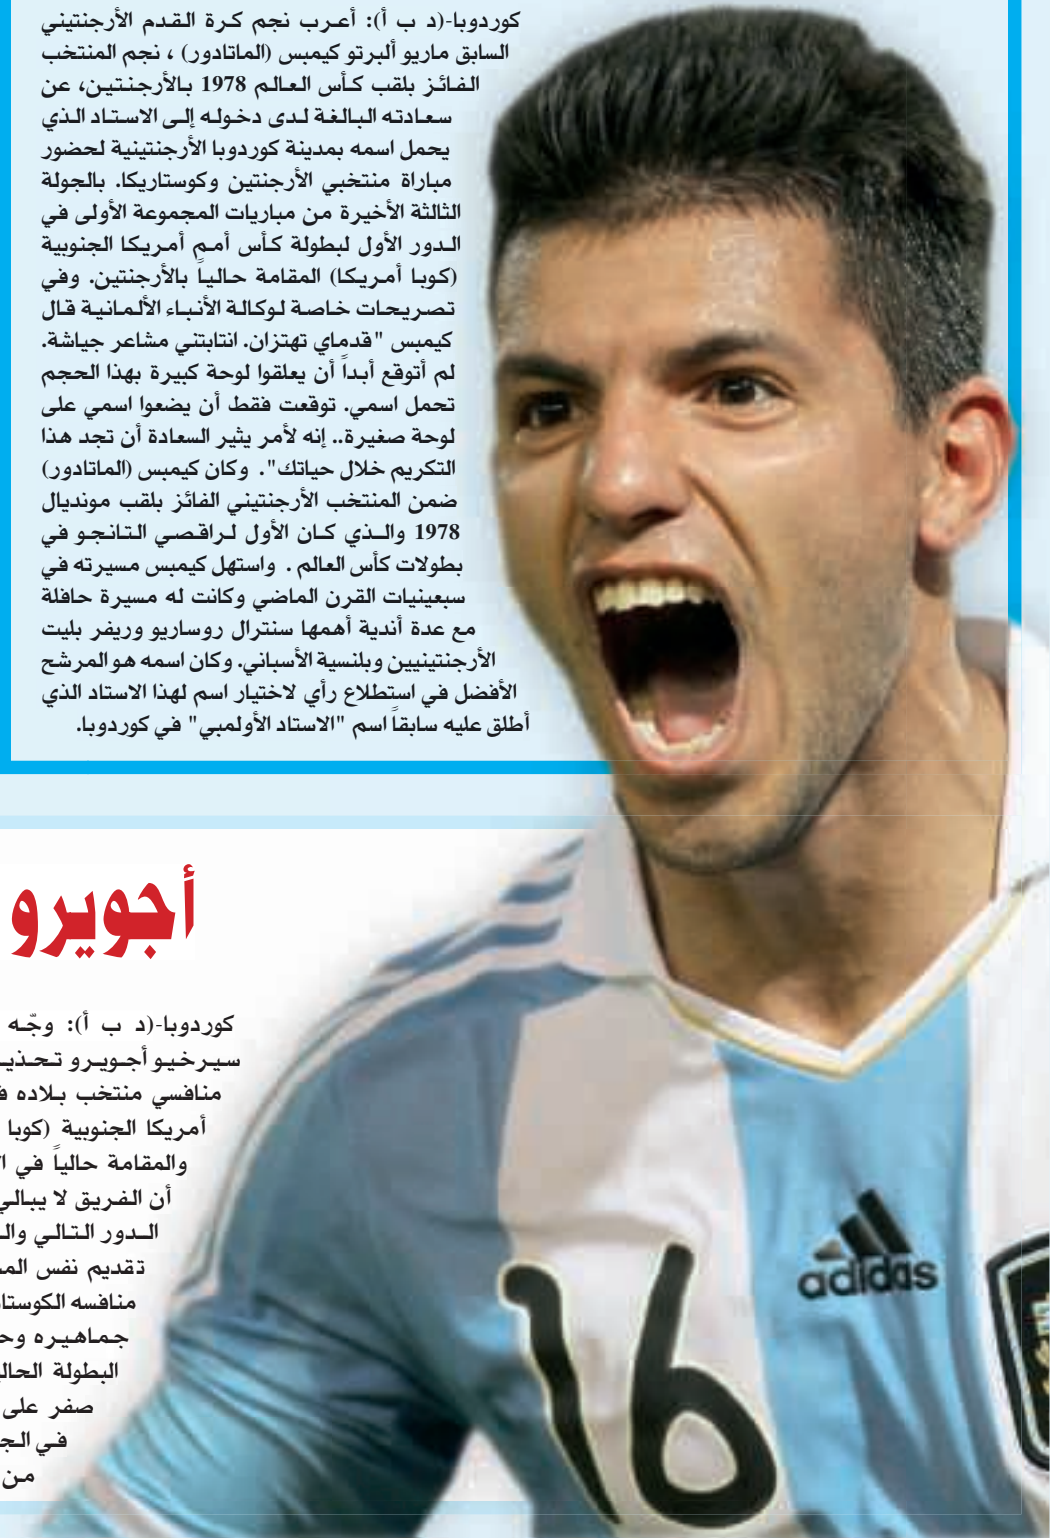 كوردوبا-(د ب أ): أعرب نجم كرة القدم الأرجنتيني
السابق ماريو ألبرتو كيمبس (الماتادور) ، نجم المنتخب
الفائز بلقب كأس العالم 1978 بالأرجنتين، عن
سعادته البالغة لدى دخوله إلى الاستاد الذي
يحمل اسمه بمدينة كوردوبا الأرجنتينية لحضور
مباراة منتخبي الأرجنتين وكوستاريكا. بالجولة
الثالثة الأخيرة من مباريات المجموعة الأولى في
الدور الأول لبطولة كأس أمم أمريكا الجنوبية
(كوبا أمريكا) المقامة حالياً بالأرجنتين. وفي
تصريحات خاصة لوكالة الأنباء الألمانية قال
كيمبس "قدماي تهتزان. انتابتني مشاعر جياشة.
لم أتوقع أبداً أن يعلقوا لوحة كبيرة بهذا الحجم
تحمل اسمي. توقعت فقط أن يضعوا اسمي على
لوحة صغيرة.. إنه لأمر يثير السعادة أن تجد هذا
التكريم خلال حياتك". وكان كيمبس (الماتادور)
ضمن المنتخب الأرجنتيني الفائز بلقب مونديال
1978 والذي كان الأول لراقصي التانجو في
بطولات كأس العالم . واستهل كيمبس مسيرته في
سبعينيات القرن الماضي وكانت له مسيرة حافلة
مع عدة أندية أهمها سنترال روساريو وريفر بليت
الأرجنتينيين وبلنسية الأسباني. وكان اسمه هو المرشح
الأفضل في استطلاع رأي لاختيار اسم لهذا الاستاد الذي
أطلق عليه سابقاً اسم "الاستاد الأولمبي" في كوردوبا.
أجويرو
كوردوبا-(د ب أ): وجّه
سيرخيو أجويرو تحذيـ
منافسي منتخب بلاده فـ
أمريكا الجنوبية (كوبا
والمقامة حالياً في ا
أن الفريق لا يبالي
الدور التالي والـ
تقديم نفس المـ
منافسه الكوستا
جماهيره وحـ
البطولة الحالـ
صفر على
في الجـ
من
adidas
16